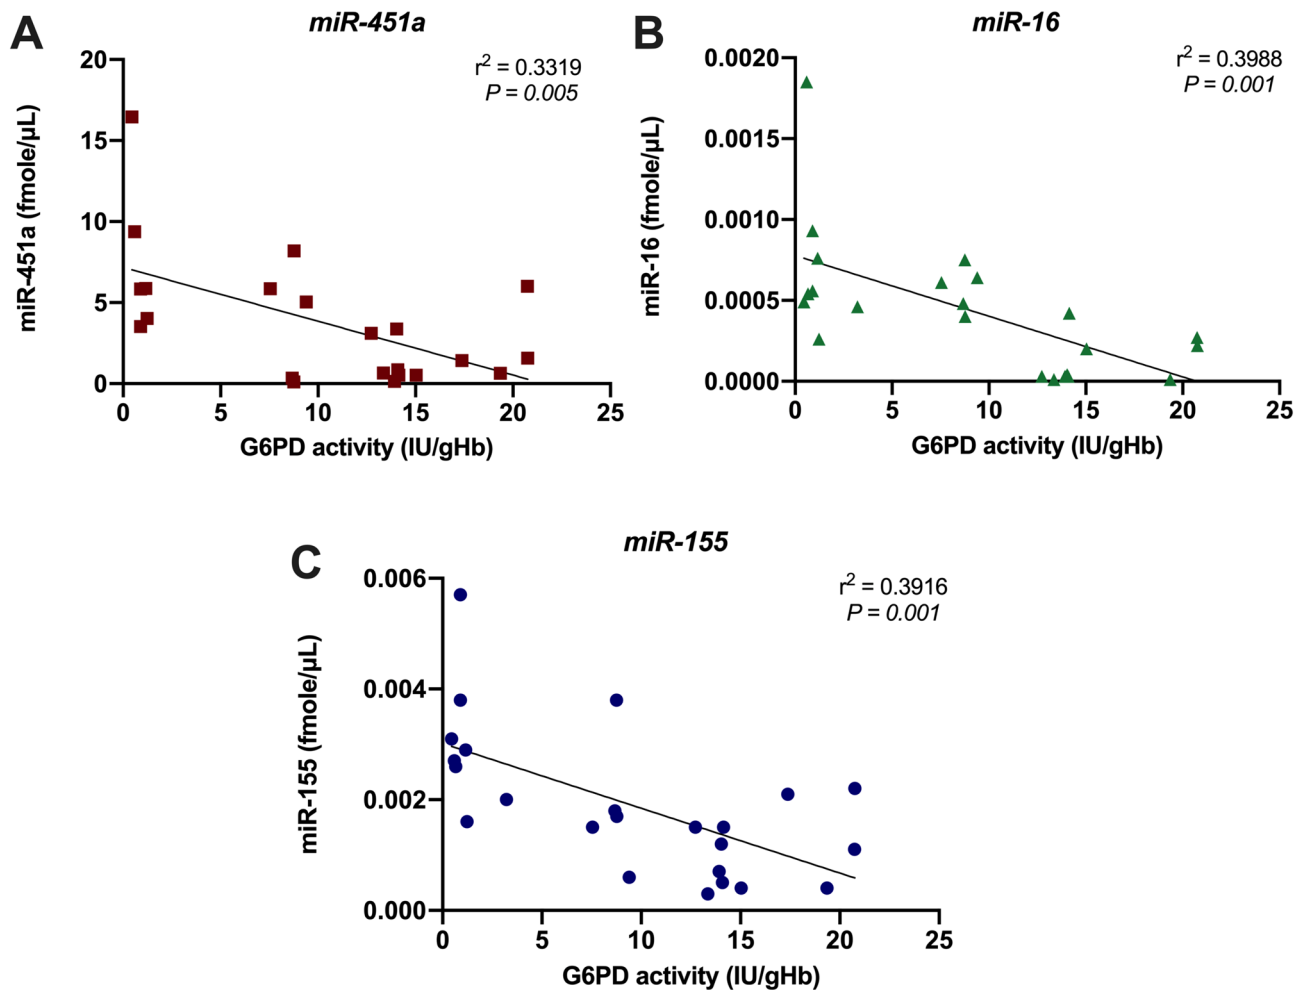 A
miR-451a
r² = 0.3319
P = 0.005
miR-451a (fmole/µL)
20
15
10
5
0
0 5 10 15 20 25
G6PD activity (IU/gHb)
B
miR-16
r² = 0.3988
P = 0.001
miR-16 (fmole/µL)
0.0020
0.0015
0.0010
0.0005
0.0000
0 5 10 15 20 25
G6PD activity (IU/gHb)
C
miR-155
r² = 0.3916
P = 0.001
miR-155 (fmole/µL)
0.006
0.004
0.002
0.000
0 5 10 15 20 25
G6PD activity (IU/gHb)